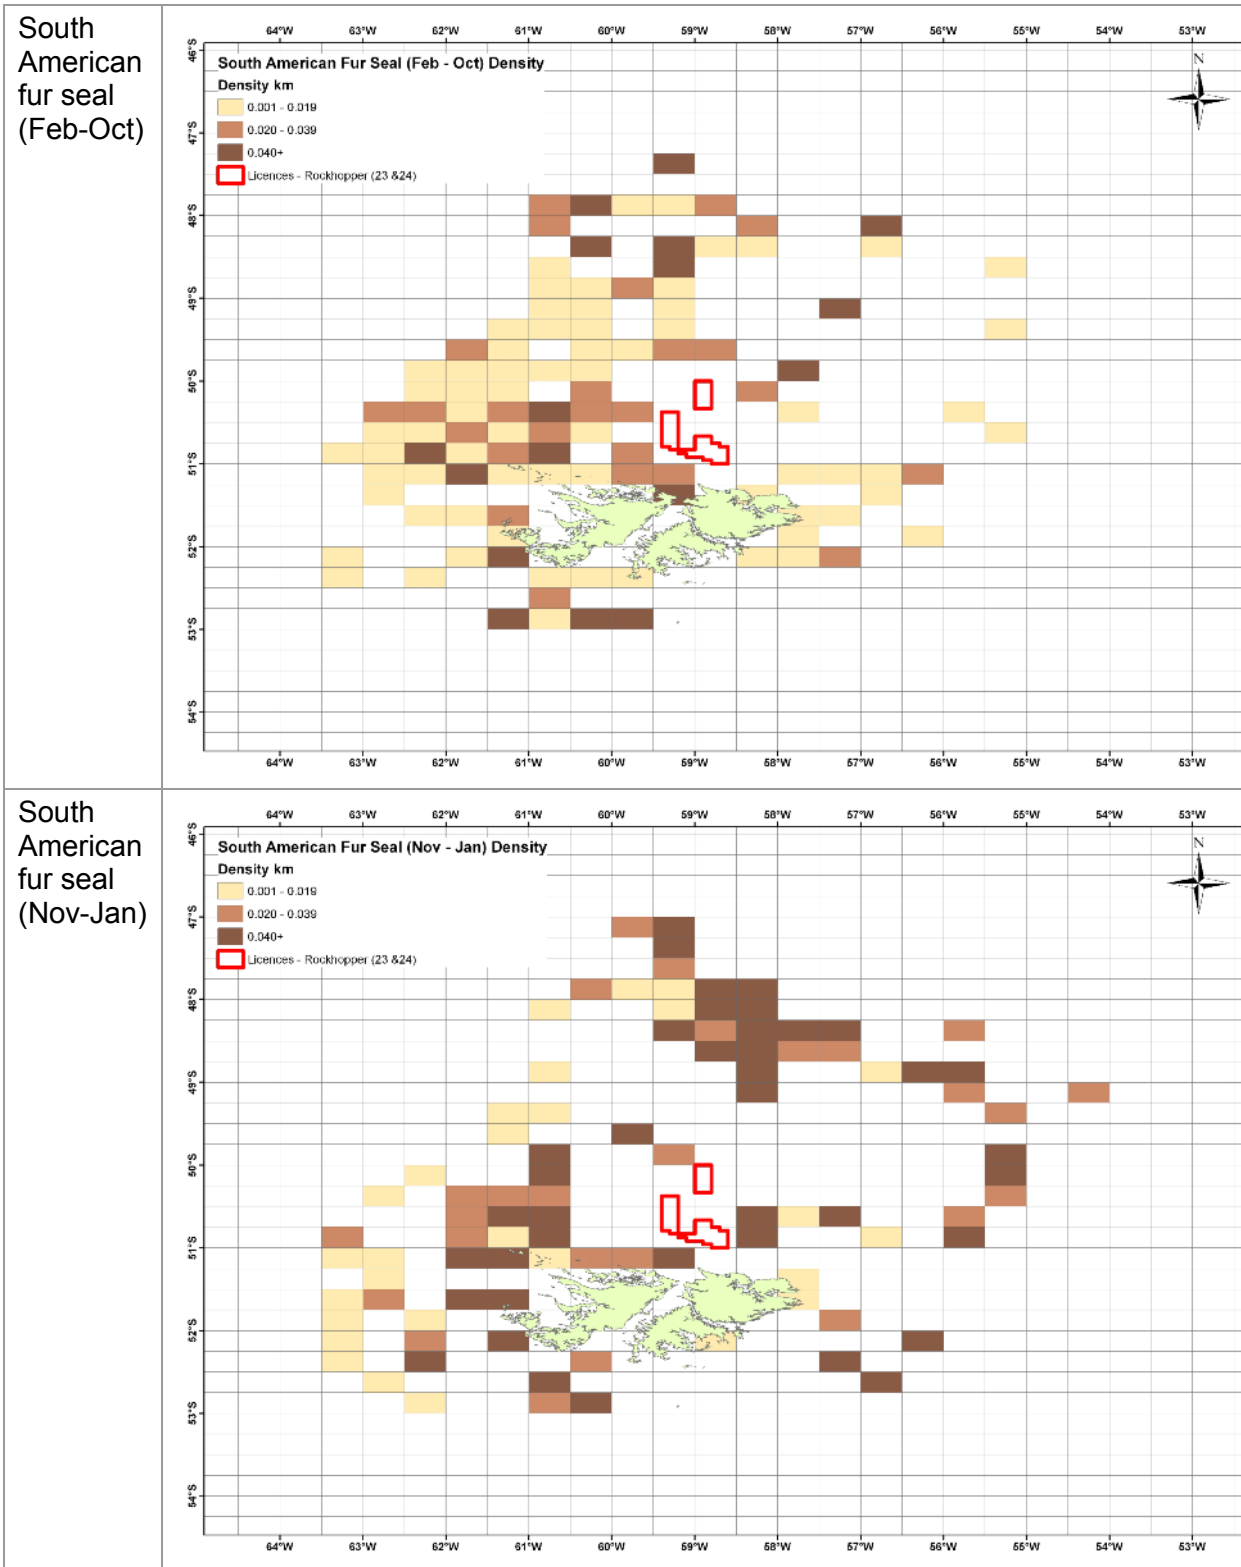 South
American
fur seal
(Feb-Oct)
64°W 63°W 62°W 61°W 60°W 59°W 58°W 57°W 56°W 55°W 54°W 53°W
46°S
South American Fur Seal (Feb - Oct) Density
N
Density km
0.001 - 0.019
0.020 - 0.039
0.040+
Licences - Rockhopper (23 &24)
47°S
48°S
49°S
50°S
51°S
52°S
53°S
54°S
64°W 63°W 62°W 61°W 60°W 59°W 58°W 57°W 56°W 55°W 54°W 53°W
South
American
fur seal
(Nov-Jan)
64°W 63°W 62°W 61°W 60°W 59°W 58°W 57°W 56°W 55°W 54°W 53°W
46°S
South American Fur Seal (Nov - Jan) Density
N
Density km
0.001 - 0.019
0.020 - 0.039
0.040+
Licences - Rockhopper (23 &24)
47°S
48°S
49°S
50°S
51°S
52°S
53°S
54°S
64°W 63°W 62°W 61°W 60°W 59°W 58°W 57°W 56°W 55°W 54°W 53°W